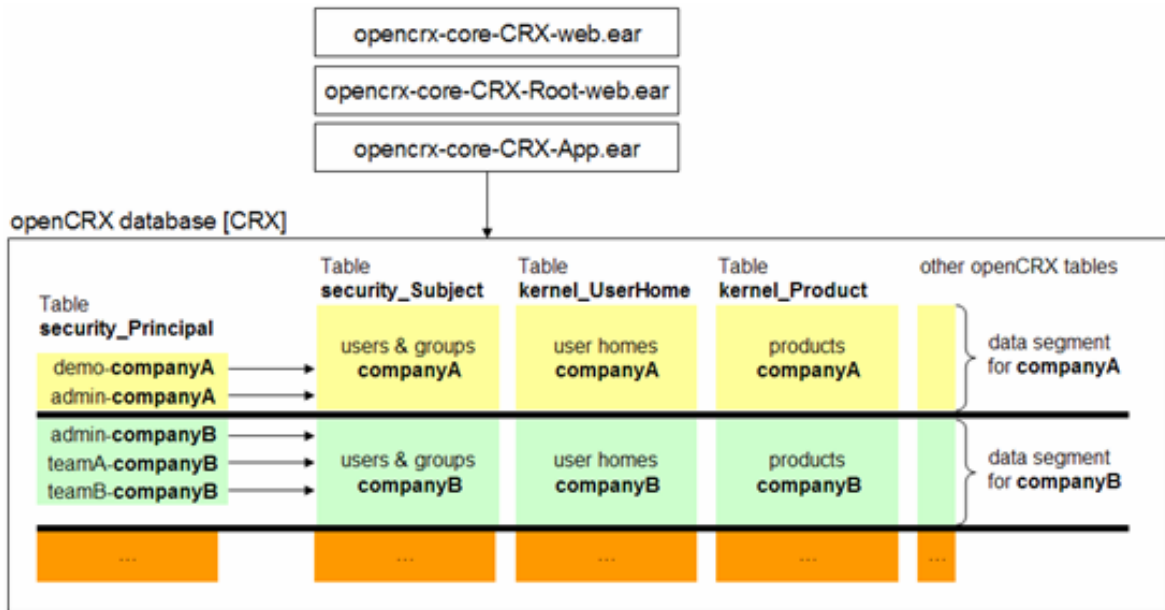 opencrx-core-CRX-web.ear
opencrx-core-CRX-Root-web.ear
opencrx-core-CRX-App.ear
openCRX database [CRX]
Table
security_Principal
demo-companyA
admin-companyA
admin-companyB
teamA-companyB
teamB-companyB
...
Table
security_Subject
users & groups
companyA
users & groups
companyB
...
Table
kernel_UserHome
user homes
companyA
user homes
companyB
...
Table
kernel_Product
products
companyA
products
companyB
...
other openCRX tables
...
data segment
for companyA
data segment
for companyB